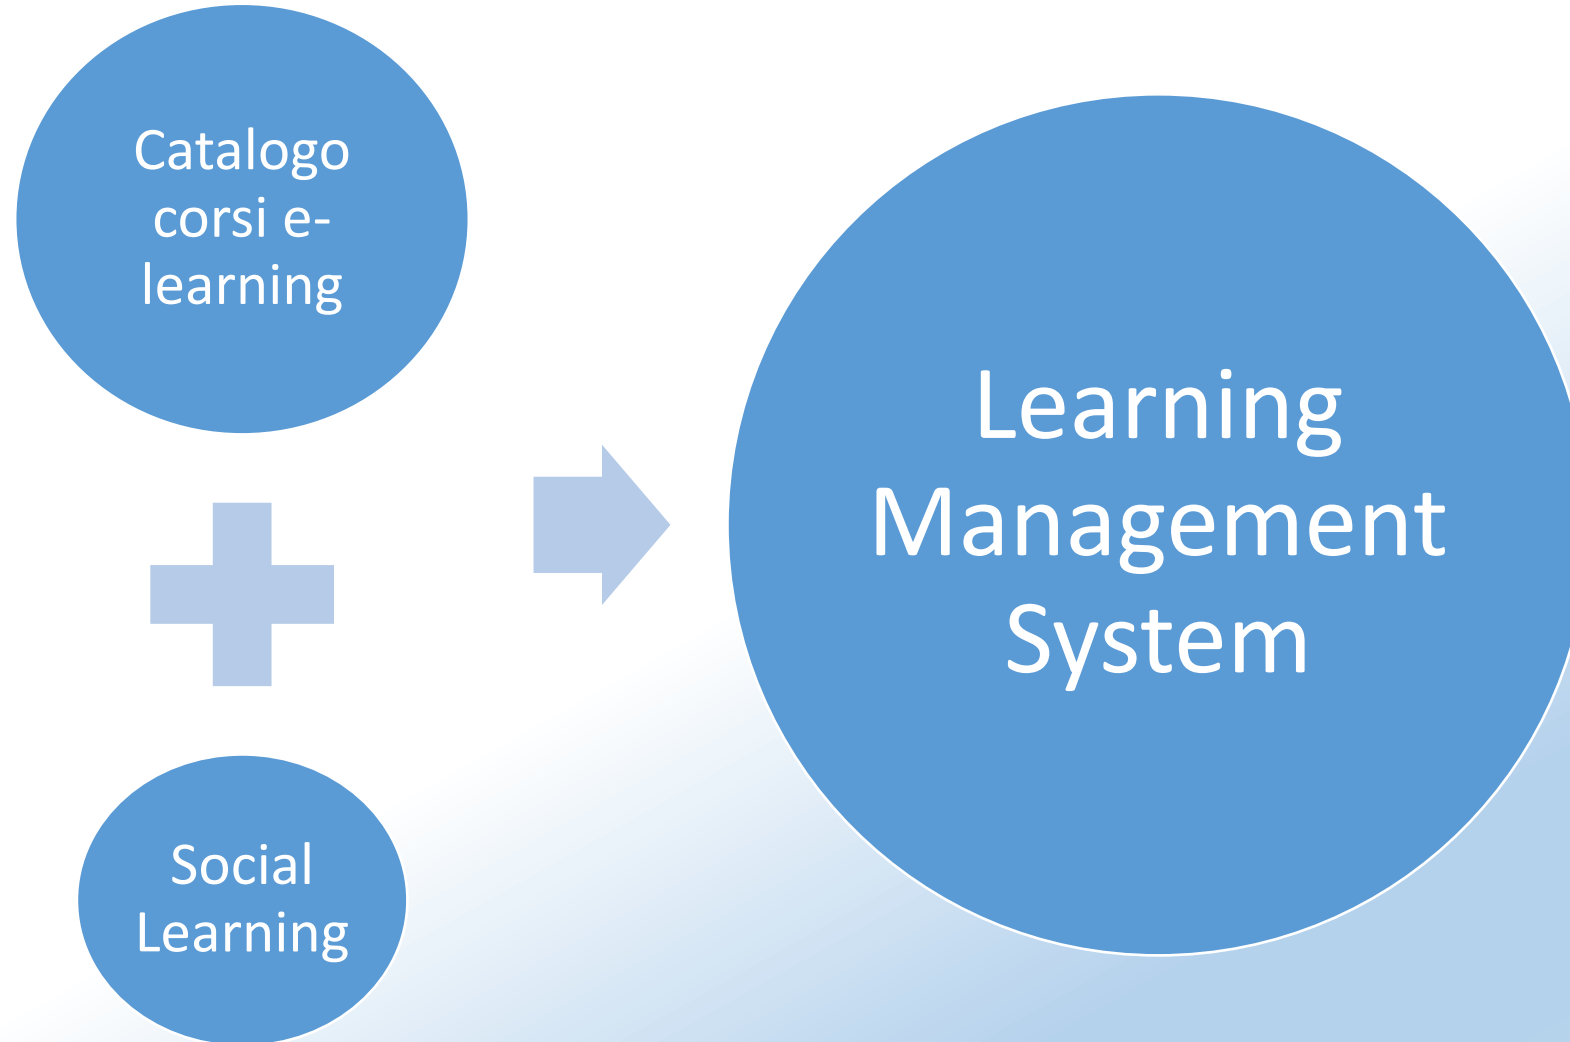 Catalogo
corsi e-
learning
Social
Learning
Learning
Management
System